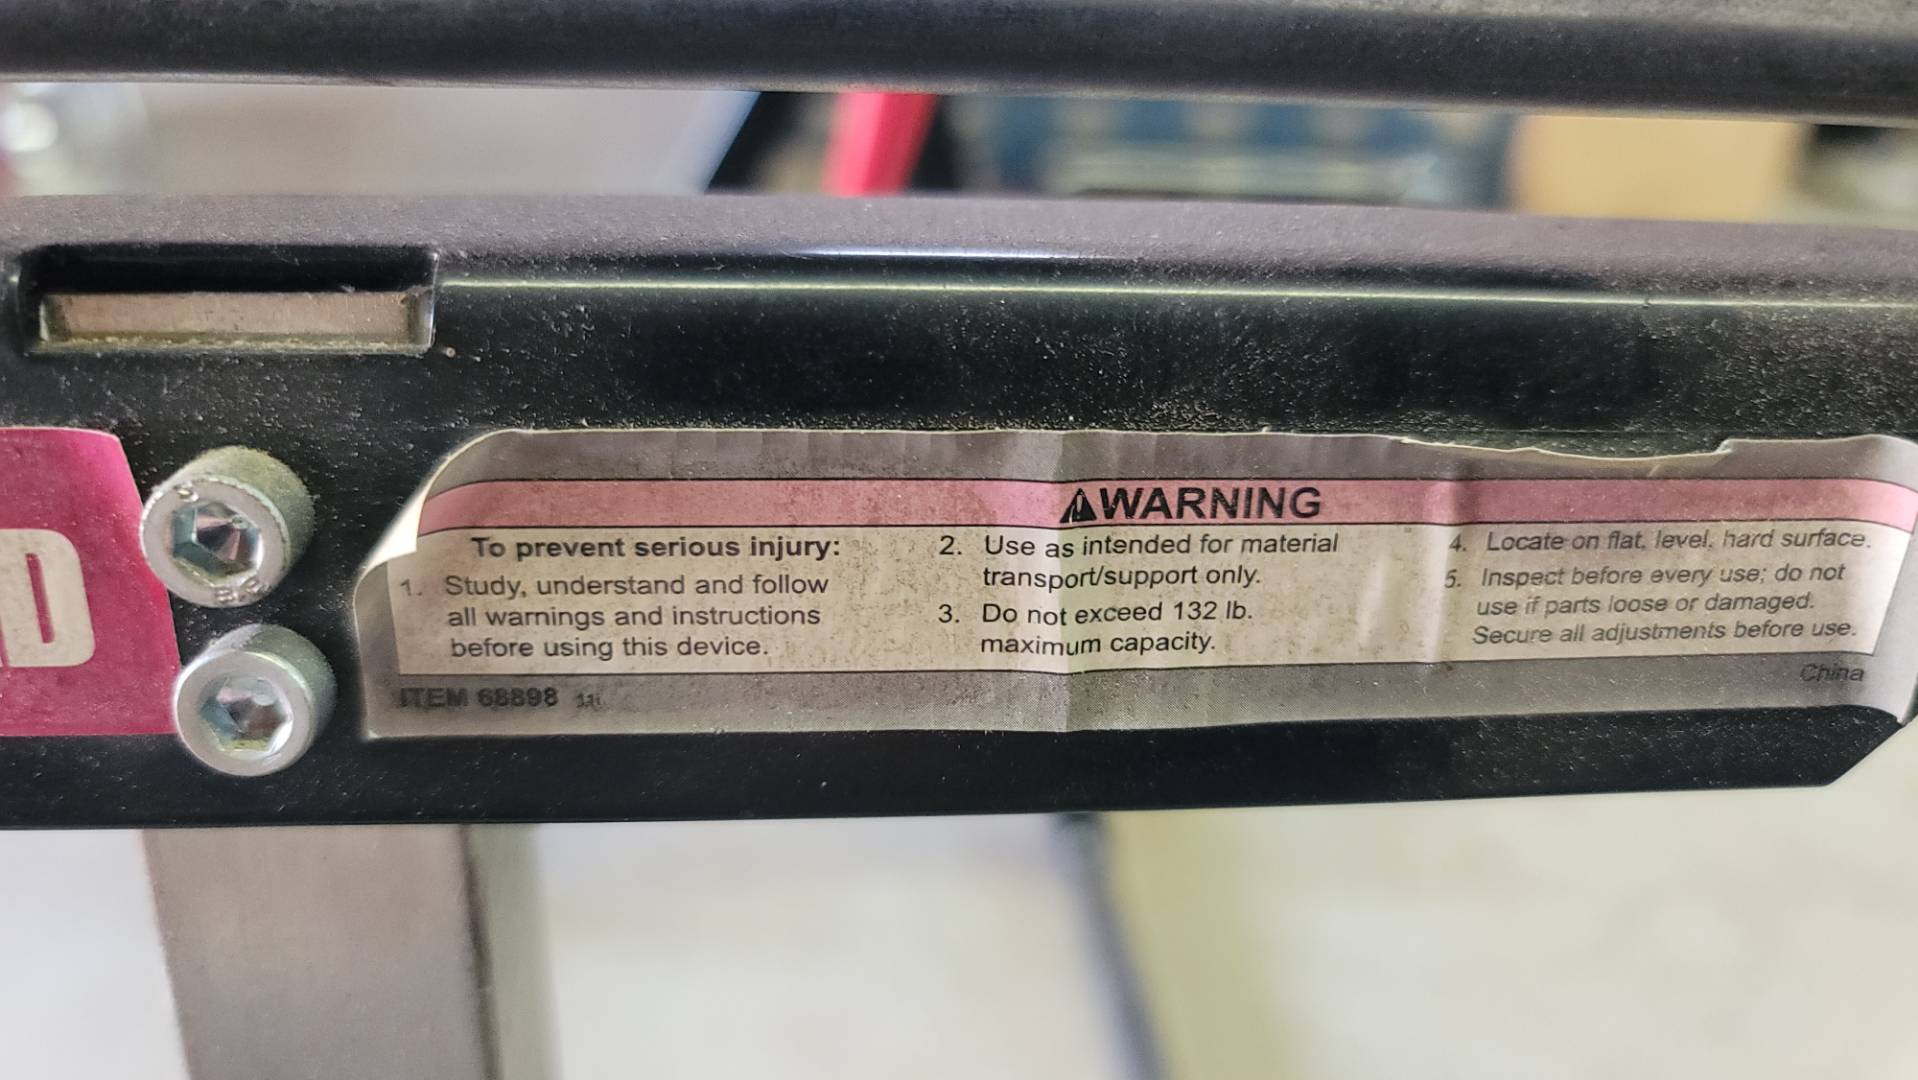 D
⚠WARNING
To prevent serious injury:
1. Study, understand and follow
all warnings and instructions
before using this device.
2. Use as intended for material
transport/support only.
3. Do not exceed 132 lb.
maximum capacity.
4. Locate on flat, level, hard surface.
5. Inspect before every use; do not
use if parts loose or damaged.
Secure all adjustments before use.
ITEM 68898
China